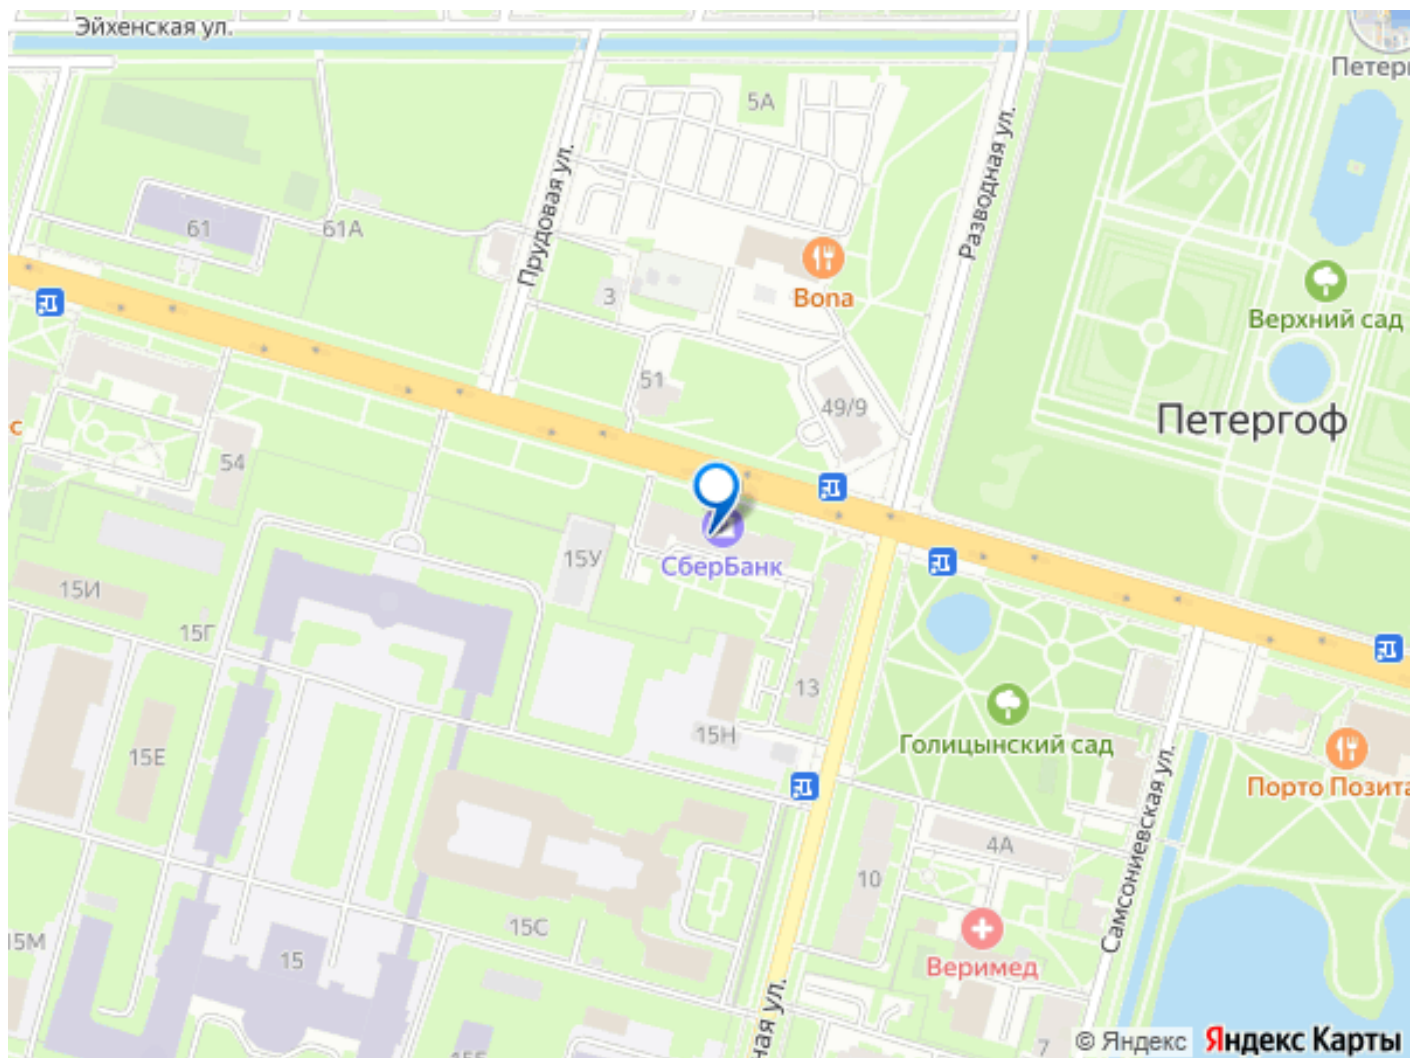 Эйхенская ул.
Петер
5А
Разводная ул.
Прудовая ул.
61
61А
3
Bona
Верхний сад
51
49/9
Петергоф
с
54
15У
СберБанк
15И
15Г
13
15Н
Голицынский сад
15Е
Порто Позита
Самсониевская ул.
4А
10
15С
Веримед
15М
15
ная ул.
7
© Яндекс Яндекс Карты